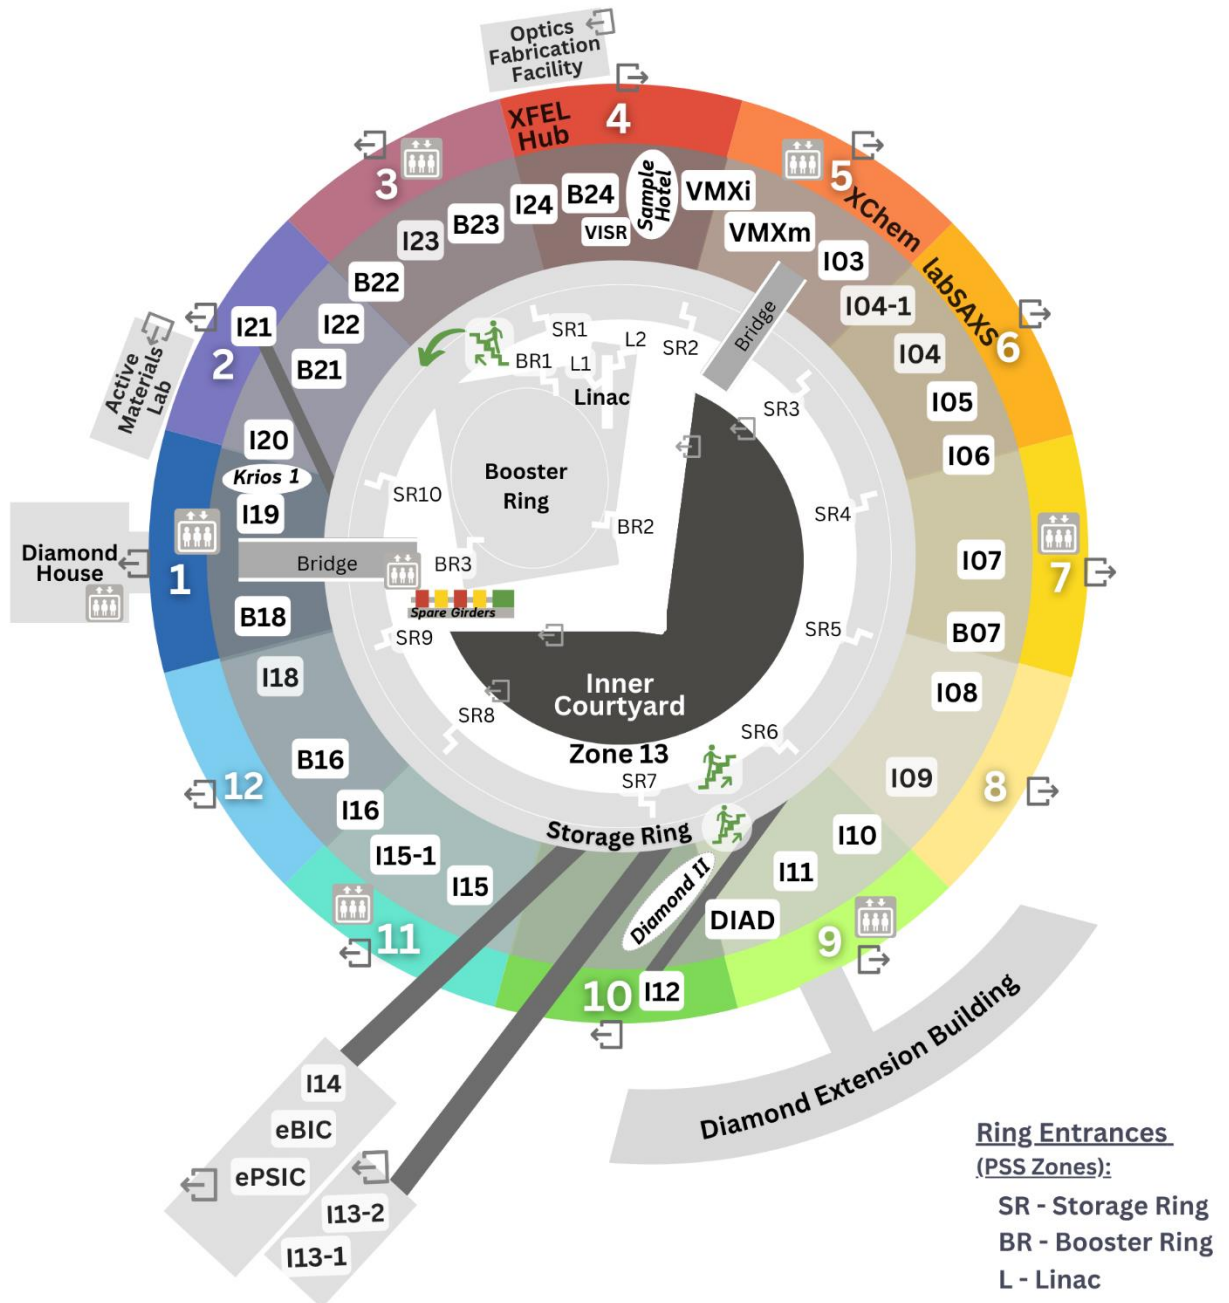 Optics
Fabrication
Facility
XFEL
Hub
4
3
5
XChem
labSAXS
6
2
Active
Materials
Lab
1
Diamond
House
7
12
8
11
10
9
I24
B24
VISR
Sample
Hotel
VMXi
VMXm
I03
I04-1
I04
I05
I06
I07
B07
I08
I09
I10
I11
DIAD
I12
Diamond II
I15
I15-1
I16
B16
I18
B18
I19
Krios 1
I20
B21
I21
I22
B22
I23
B23
Bridge
Bridge
SR1
SR2
SR3
SR4
SR5
SR6
SR7
SR8
SR9
SR10
BR1
L1
L2
Linac
Booster
Ring
BR2
BR3
Spare Girders
Inner
Courtyard
Zone 13
Storage Ring
I14
eBIC
ePSIC
I13-2
I13-1
Diamond Extension Building
Ring Entrances
(PSS Zones):
SR - Storage Ring
BR - Booster Ring
L - Linac